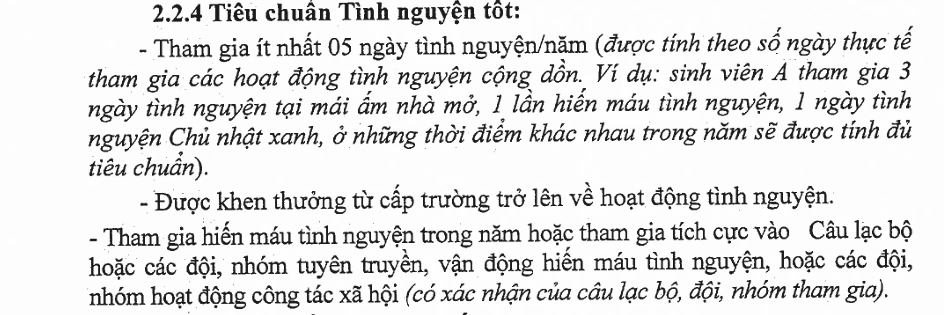 2.2.4 Tiêu chuẩn Tình nguyện tốt:
- Tham gia ít nhất 05 ngày tình nguyện/năm (được tính theo số ngày thực tế
tham gia các hoạt động tình nguyện cộng dồn. Ví dụ: sinh viên A tham gia 3
ngày tình nguyện tại mái ấm nhà mở, 1 lần hiến máu tình nguyện, 1 ngày tình
nguyện Chủ nhật xanh, ở những thời điểm khác nhau trong năm sẽ được tính đủ
tiêu chuẩn).
- Được khen thưởng từ cấp trường trở lên về hoạt động tình nguyện.
- Tham gia hiến máu tình nguyện trong năm hoặc tham gia tích cực vào Câu lạc bộ
hoặc các đội, nhóm tuyên truyền, vận động hiến máu tình nguyện, hoặc các đội,
nhóm hoạt động công tác xã hội (có xác nhận của câu lạc bộ, đội, nhóm tham gia).